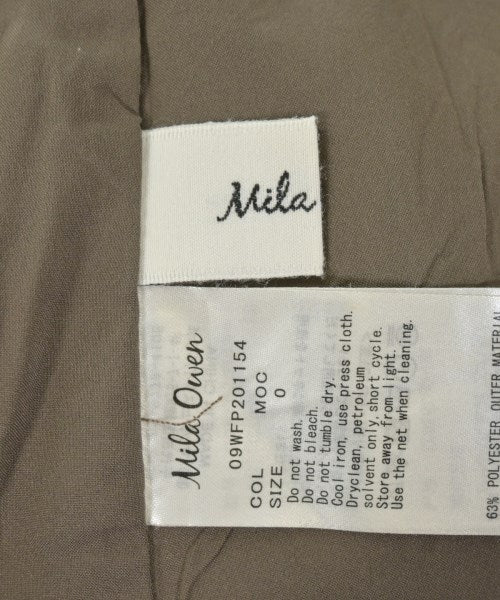 Mila
Mila Owen
09WFP201154
COL MOC
SIZE 0
Do not wash.
Do not bleach.
Do not tumble dry.
Cool iron, use press cloth.
Dryclean, petroleum
solvent only,short cycle.
Store away from light.
Use the net when cleaning.
63% POLYESTER OUTER MATERIAL